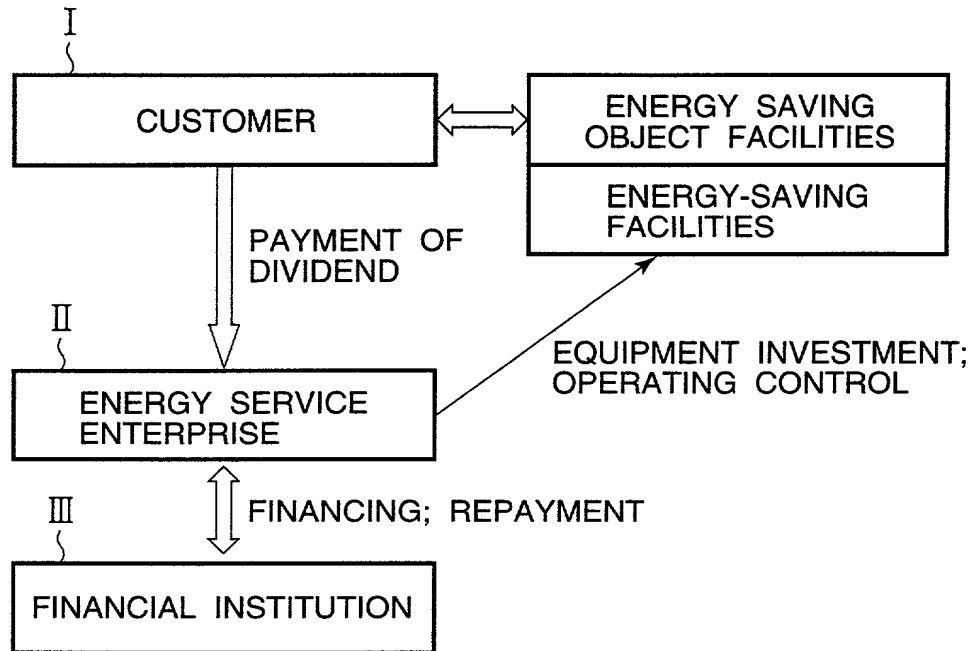 I
CUSTOMER
ENERGY SAVING
OBJECT FACILITIES
ENERGY-SAVING
FACILITIES
PAYMENT OF
DIVIDEND
II
ENERGY SERVICE
ENTERPRISE
EQUIPMENT INVESTMENT;
OPERATING CONTROL
III
FINANCING; REPAYMENT
FINANCIAL INSTITUTION